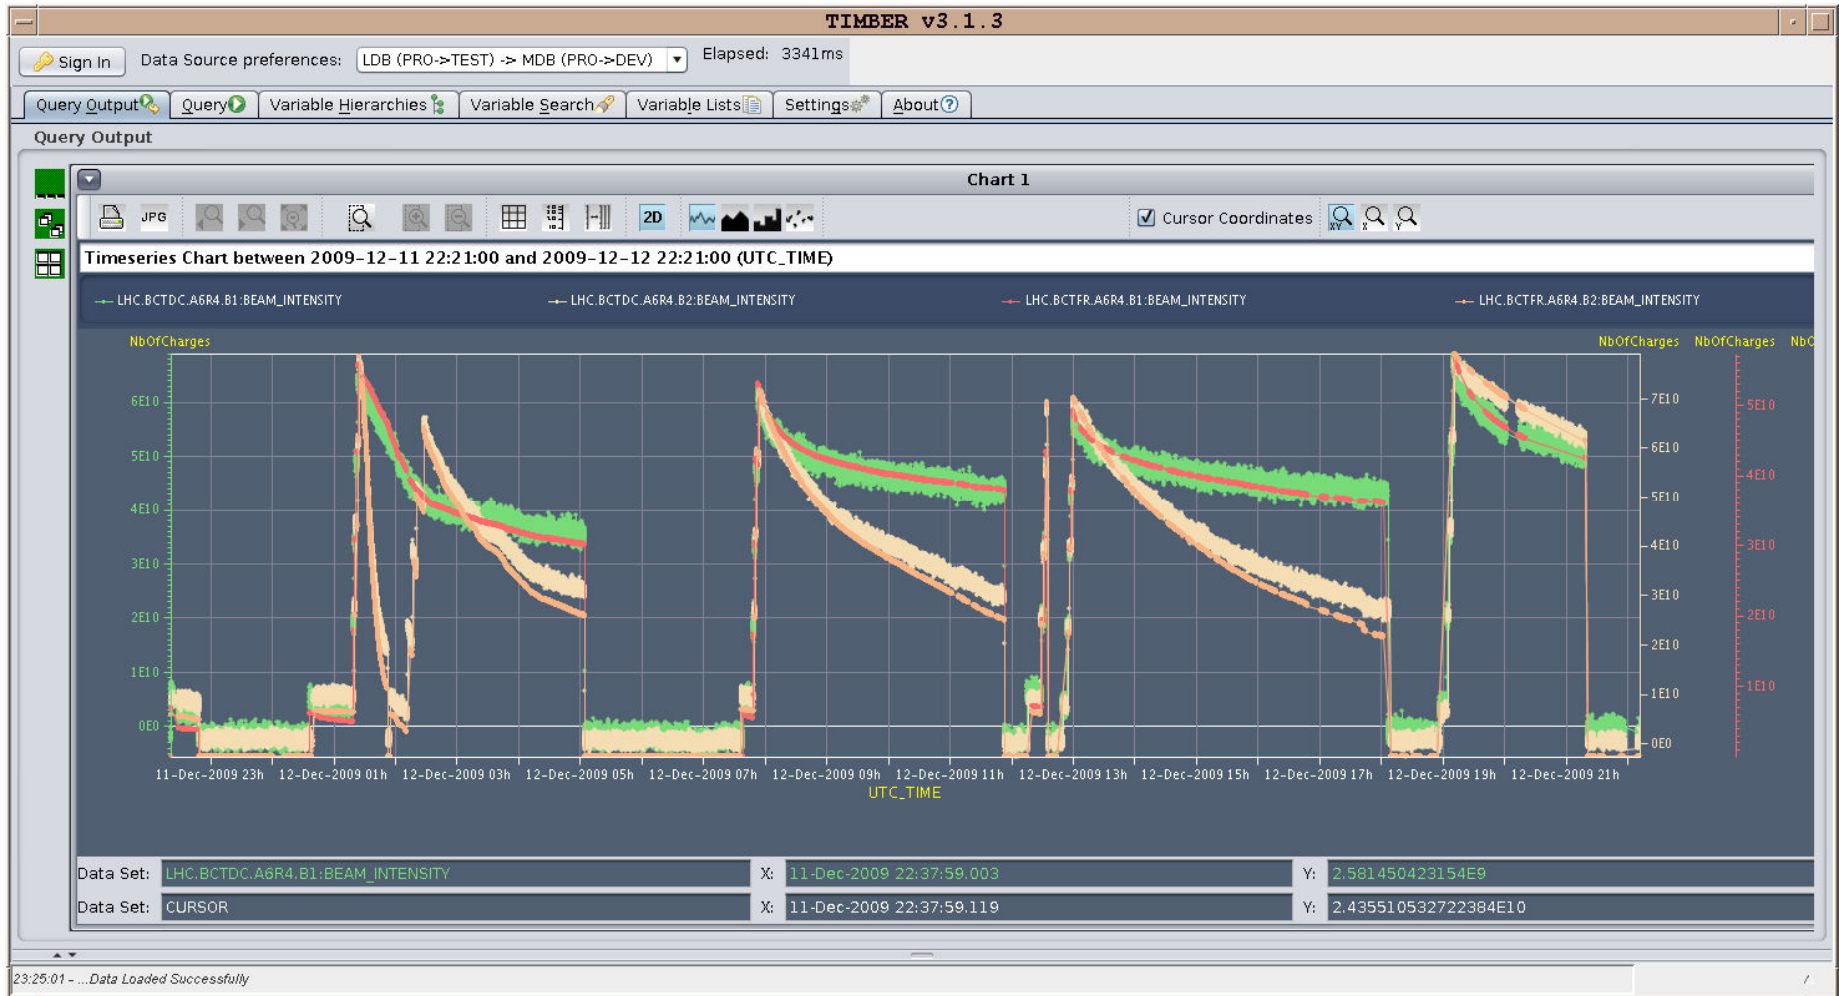 TIMBER v3.1.3
Sign In Data Source preferences: LDB (PRO->TEST) -> MDB (PRO->DEV) Elapsed: 3341ms
Query Output Query Variable Hierarchies Variable Search Variable Lists Settings About
Query Output
Chart 1
JPG 2D Cursor Coordinates XY X Y
Timeseries Chart between 2009-12-11 22:21:00 and 2009-12-12 22:21:00 (UTC_TIME)
LHC.BCTDC.A6R4.B1:BEAM_INTENSITY LHC.BCTDC.A6R4.B2:BEAM_INTENSITY LHC.BCTFR.A6R4.B1:BEAM_INTENSITY LHC.BCTFR.A6R4.B2:BEAM_INTENSITY
NbOfCharges NbOfCharges NbOfCharges NbO
6E10 7E10 5E10
5E10 6E10
4E10 5E10 4E10
3E10 4E10 3E10
2E10 3E10 2E10
1E10 2E10 1E10
0E0 1E10
0E0
11-Dec-2009 23h 12-Dec-2009 01h 12-Dec-2009 03h 12-Dec-2009 05h 12-Dec-2009 07h 12-Dec-2009 09h 12-Dec-2009 11h 12-Dec-2009 13h 12-Dec-2009 15h 12-Dec-2009 17h 12-Dec-2009 19h 12-Dec-2009 21h
UTC_TIME
Data Set: LHC.BCTDC.A6R4.B1:BEAM_INTENSITY X: 11-Dec-2009 22:37:59.003 Y: 2.581450423154E9
Data Set: CURSOR X: 11-Dec-2009 22:37:59.119 Y: 2.435510532722384E10
23:25:01 - ...Data Loaded Successfully